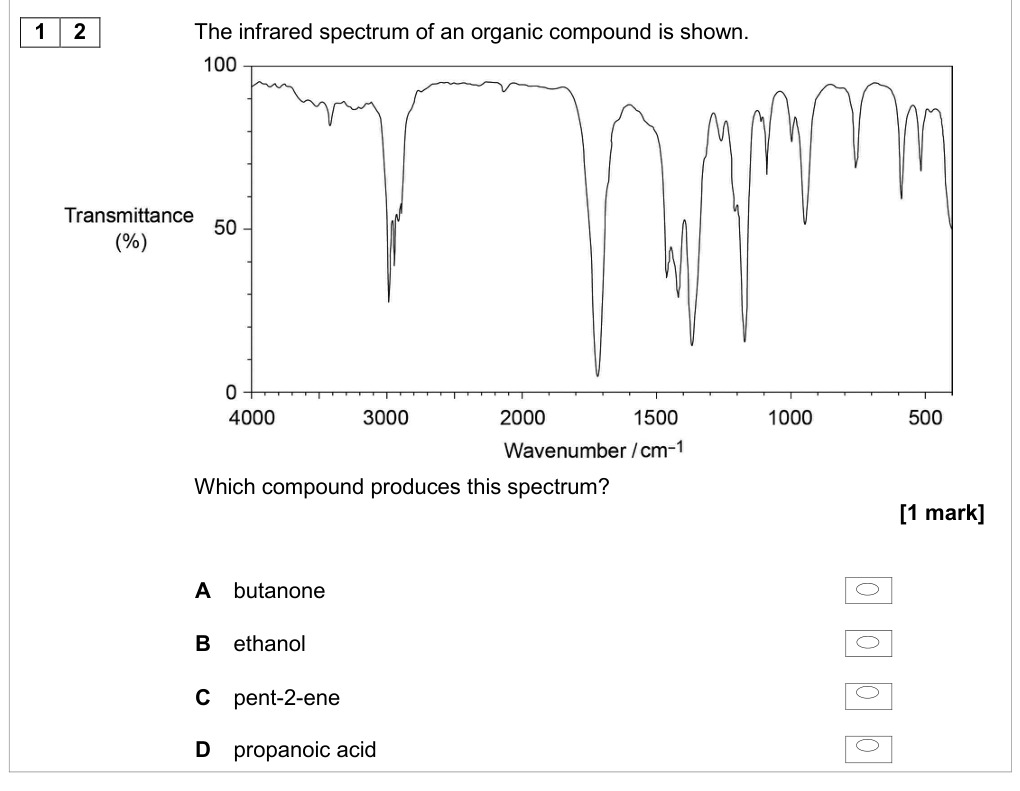 1 2 The infrared spectrum of an organic compound is shown.
100
Transmittance
(%)
50
0
4000 3000 2000 1500 1000 500
Wavenumber / cm⁻¹
Which compound produces this spectrum?
[1 mark]
A butanone
B ethanol
C pent-2-ene
D propanoic acid